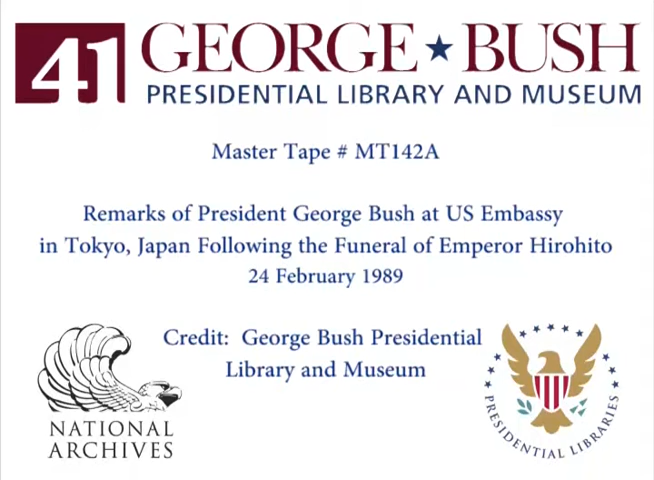 41 GEORGE★BUSH
PRESIDENTIAL LIBRARY AND MUSEUM
Master Tape # MT142A
Remarks of President George Bush at US Embassy
in Tokyo, Japan Following the Funeral of Emperor Hirohito
24 February 1989
Credit: George Bush Presidential
Library and Museum
NATIONAL
ARCHIVES
PRESIDENTIAL LIBRARIES